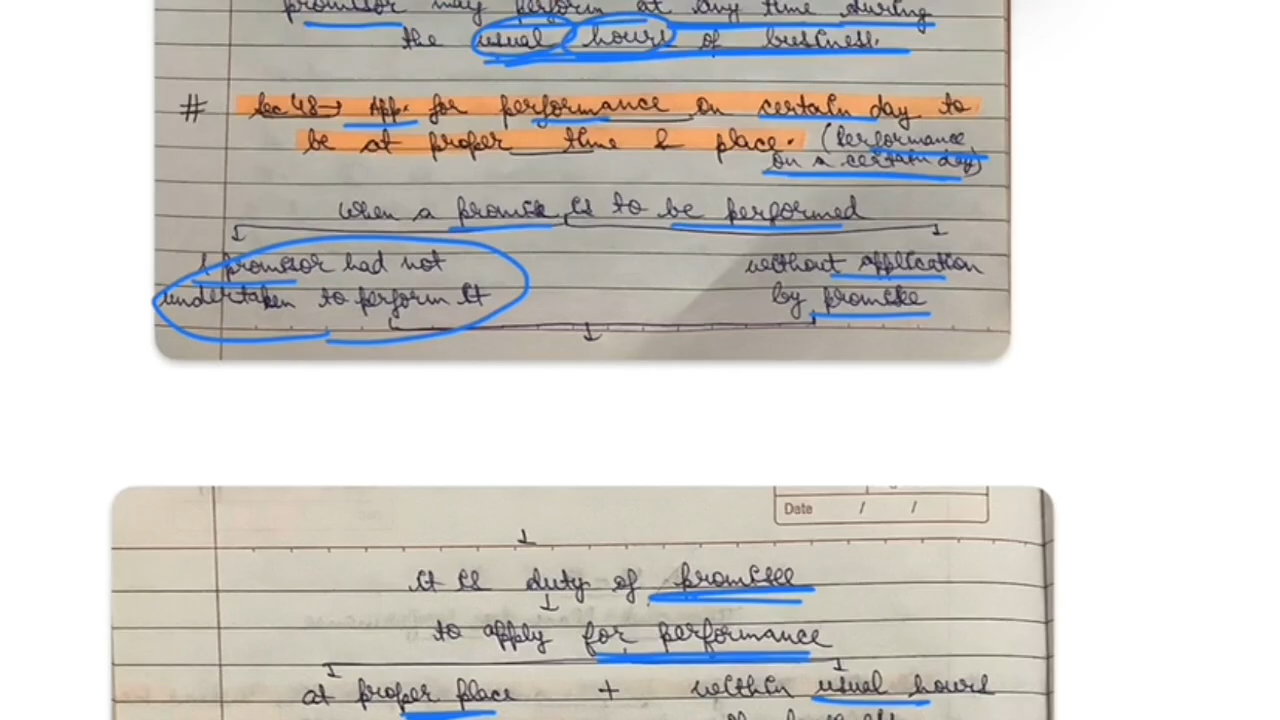 promisor may perform at any time during
the usual hours of business.
# Sec 48 → App. for performance on certain day to
be at proper time & place. (Performance
on a certain day)
When a promise is to be performed
& promisor had not
undertaken to perform it
without application
by promisee
Date / /
It is duty of promisee
to apply for performance
at proper place + within usual hours